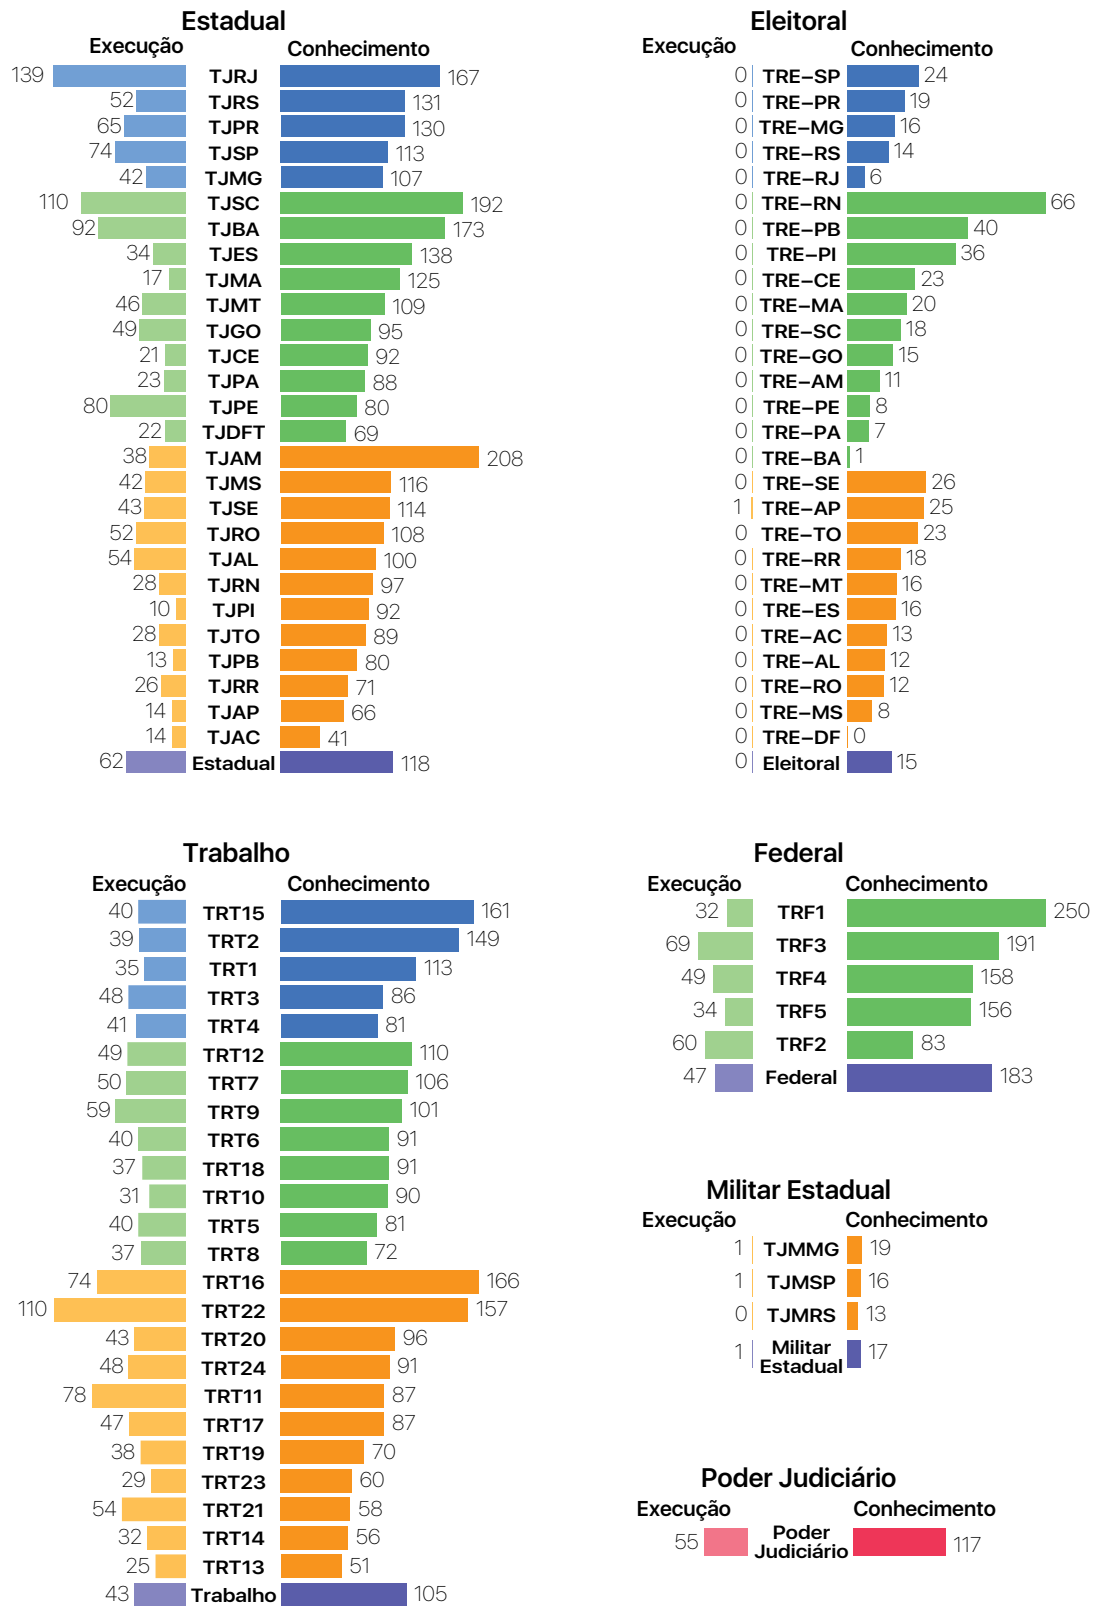 Estadual
Execução Conhecimento
139 TJRJ 167
52 TJRS 131
65 TJPR 130
74 TJSP 113
42 TJMG 107
110 TJSC 192
92 TJBA 173
34 TJES 138
17 TJMA 125
46 TJMT 109
49 TJGO 95
21 TJCE 92
23 TJPA 88
80 TJPE 80
22 TJDFT 69
38 TJAM 208
42 TJMS 116
43 TJSE 114
52 TJRO 108
54 TJAL 100
28 TJRN 97
10 TJPI 92
28 TJTO 89
13 TJPB 80
26 TJRR 71
14 TJAP 66
14 TJAC 41
62 Estadual 118
Eleitoral
Execução Conhecimento
0 TRE-SP 24
0 TRE-PR 19
0 TRE-MG 16
0 TRE-RS 14
0 TRE-RJ 6
0 TRE-RN 66
0 TRE-PB 40
0 TRE-PI 36
0 TRE-CE 23
0 TRE-MA 20
0 TRE-SC 18
0 TRE-GO 15
0 TRE-AM 11
0 TRE-PE 8
0 TRE-PA 7
0 TRE-BA 1
0 TRE-SE 26
1 TRE-AP 25
0 TRE-TO 23
0 TRE-RR 18
0 TRE-MT 16
0 TRE-ES 16
0 TRE-AC 13
0 TRE-AL 12
0 TRE-RO 12
0 TRE-MS 8
0 TRE-DF 0
0 Eleitoral 15
Trabalho
Execução Conhecimento
40 TRT15 161
39 TRT2 149
35 TRT1 113
48 TRT3 86
41 TRT4 81
49 TRT12 110
50 TRT7 106
59 TRT9 101
40 TRT6 91
37 TRT18 91
31 TRT10 90
40 TRT5 81
37 TRT8 72
74 TRT16 166
110 TRT22 157
43 TRT20 96
48 TRT24 91
78 TRT11 87
47 TRT17 87
38 TRT19 70
29 TRT23 60
54 TRT21 58
32 TRT14 56
25 TRT13 51
43 Trabalho 105
Federal
Execução Conhecimento
32 TRF1 250
69 TRF3 191
49 TRF4 158
34 TRF5 156
60 TRF2 83
47 Federal 183
Militar Estadual
Execução Conhecimento
1 TJMMG 19
1 TJMSP 16
0 TJMRS 13
1 Militar 17
Estadual
Poder Judiciário
Execução Conhecimento
55 Poder 117
Judiciário